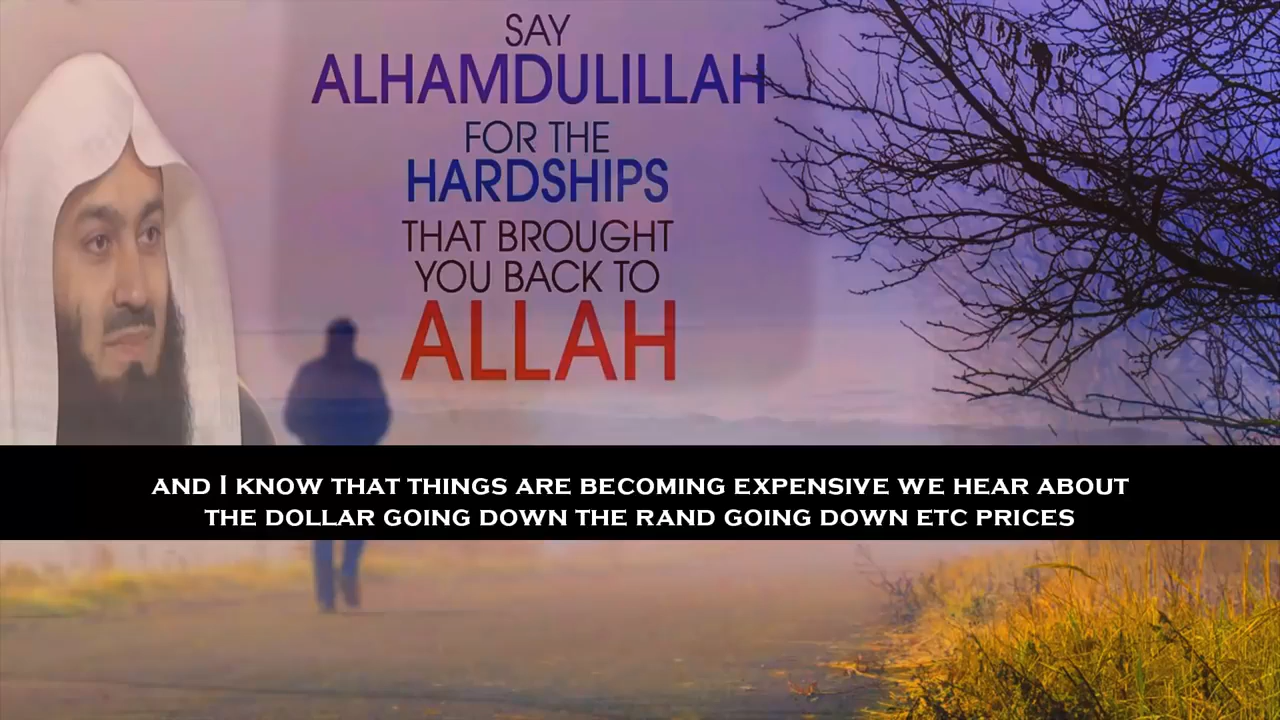 SAY
ALHAMDULILLAH
FOR THE
HARDSHIPS
THAT BROUGHT
YOU BACK TO
ALLAH
AND I KNOW THAT THINGS ARE BECOMING EXPENSIVE WE HEAR ABOUT
THE DOLLAR GOING DOWN THE RAND GOING DOWN ETC PRICES